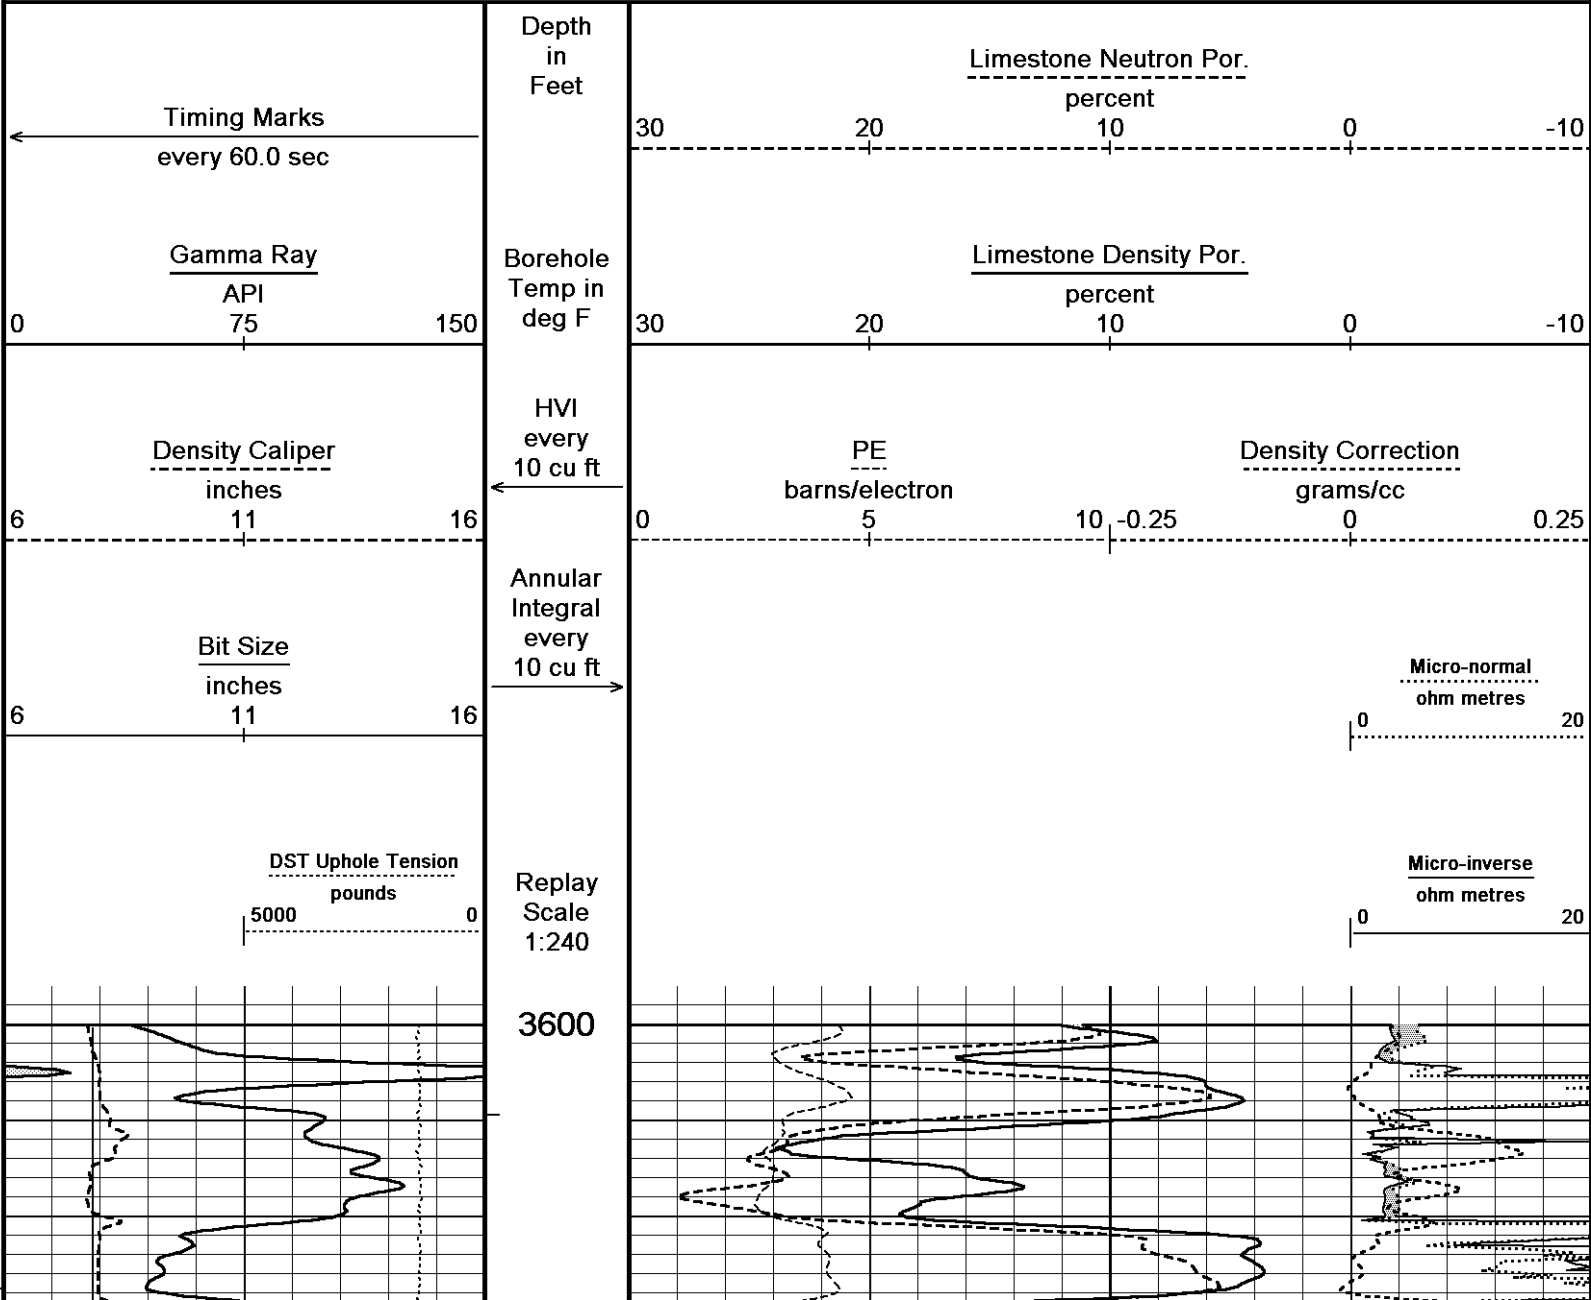 Timing Marks
every 60.0 sec
Gamma Ray
API
0 75 150
Density Caliper
inches
6 11 16
Bit Size
inches
6 11 16
DST Uphole Tension
pounds
5000 0
Depth
in
Feet
Borehole
Temp in
deg F
HVI
every
10 cu ft
Annular
Integral
every
10 cu ft
Replay
Scale
1:240
3600
Limestone Neutron Por.
percent
30 20 10 0 -10
Limestone Density Por.
percent
30 20 10 0 -10
PE
barns/electron
0 5 10
Density Correction
grams/cc
-0.25 0 0.25
Micro-normal
ohm metres
0 20
Micro-inverse
ohm metres
0 20